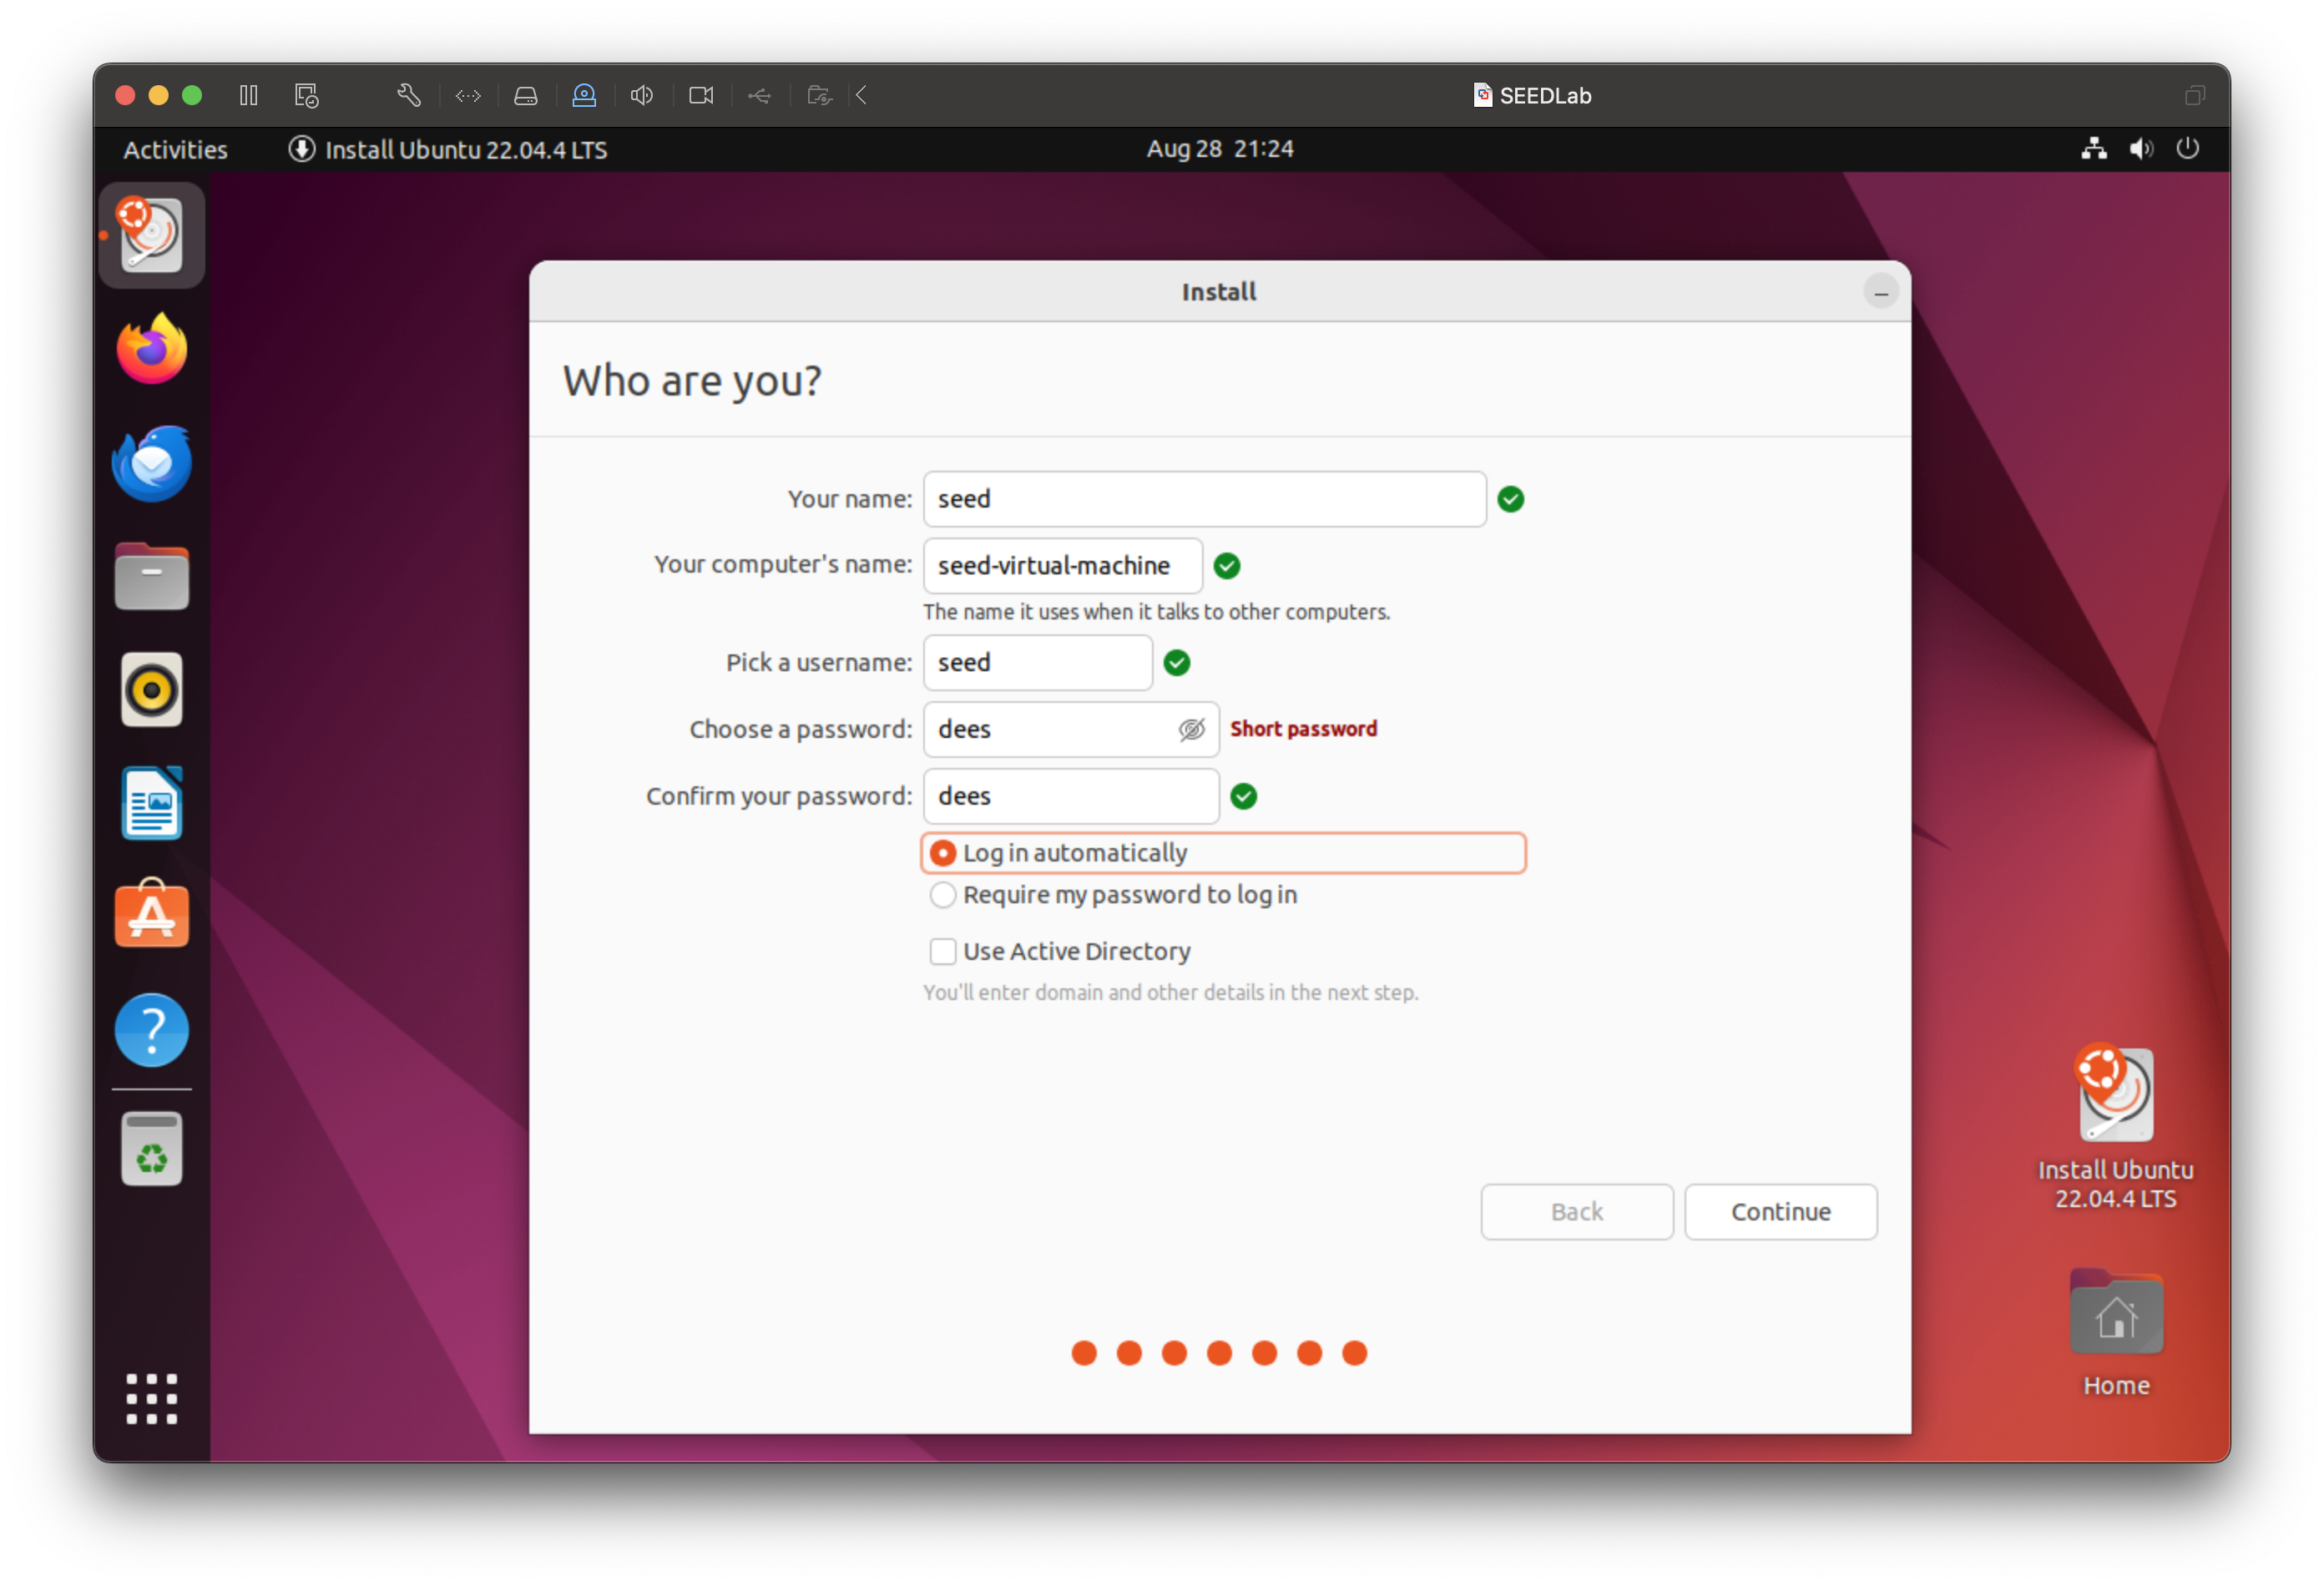 SEEDLab
Activities
Install Ubuntu 22.04.4 LTS
Aug 28 21:24
Install
Who are you?
Your name: seed
Your computer's name: seed-virtual-machine
The name it uses when it talks to other computers.
Pick a username: seed
Choose a password: dees Short password
Confirm your password: dees
Log in automatically
Require my password to log in
Use Active Directory
You'll enter domain and other details in the next step.
Back
Continue
Install Ubuntu
22.04.4 LTS
Home